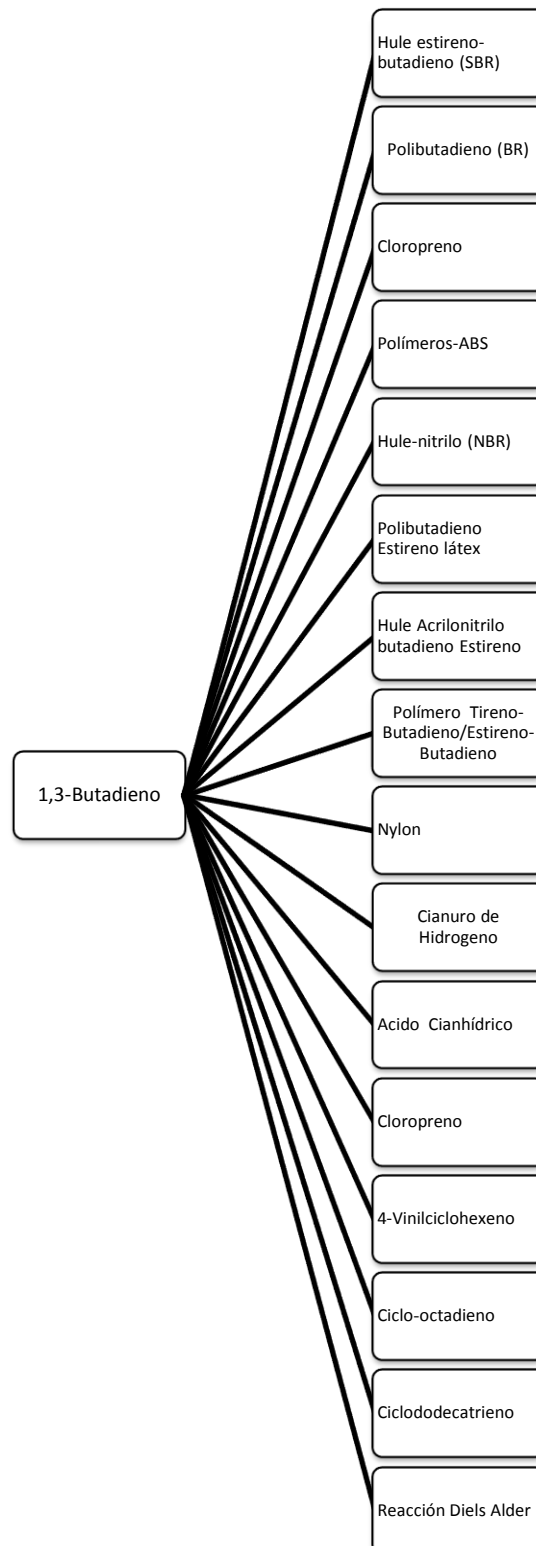 Hule estireno-
butadieno (SBR)
Polibutadieno (BR)
Cloropreno
Polímeros-ABS
Hule-nitrilo (NBR)
Polibutadieno
Estireno látex
Hule Acrilonitrilo
butadieno Estireno
Polímero Tireno-
Butadieno/Estireno-
Butadieno
1,3-Butadieno
Nylon
Cianuro de
Hidrogeno
Acido Cianhídrico
Cloropreno
4-Vinilciclohexeno
Ciclo-octadieno
Ciclododecatrieno
Reacción Diels Alder